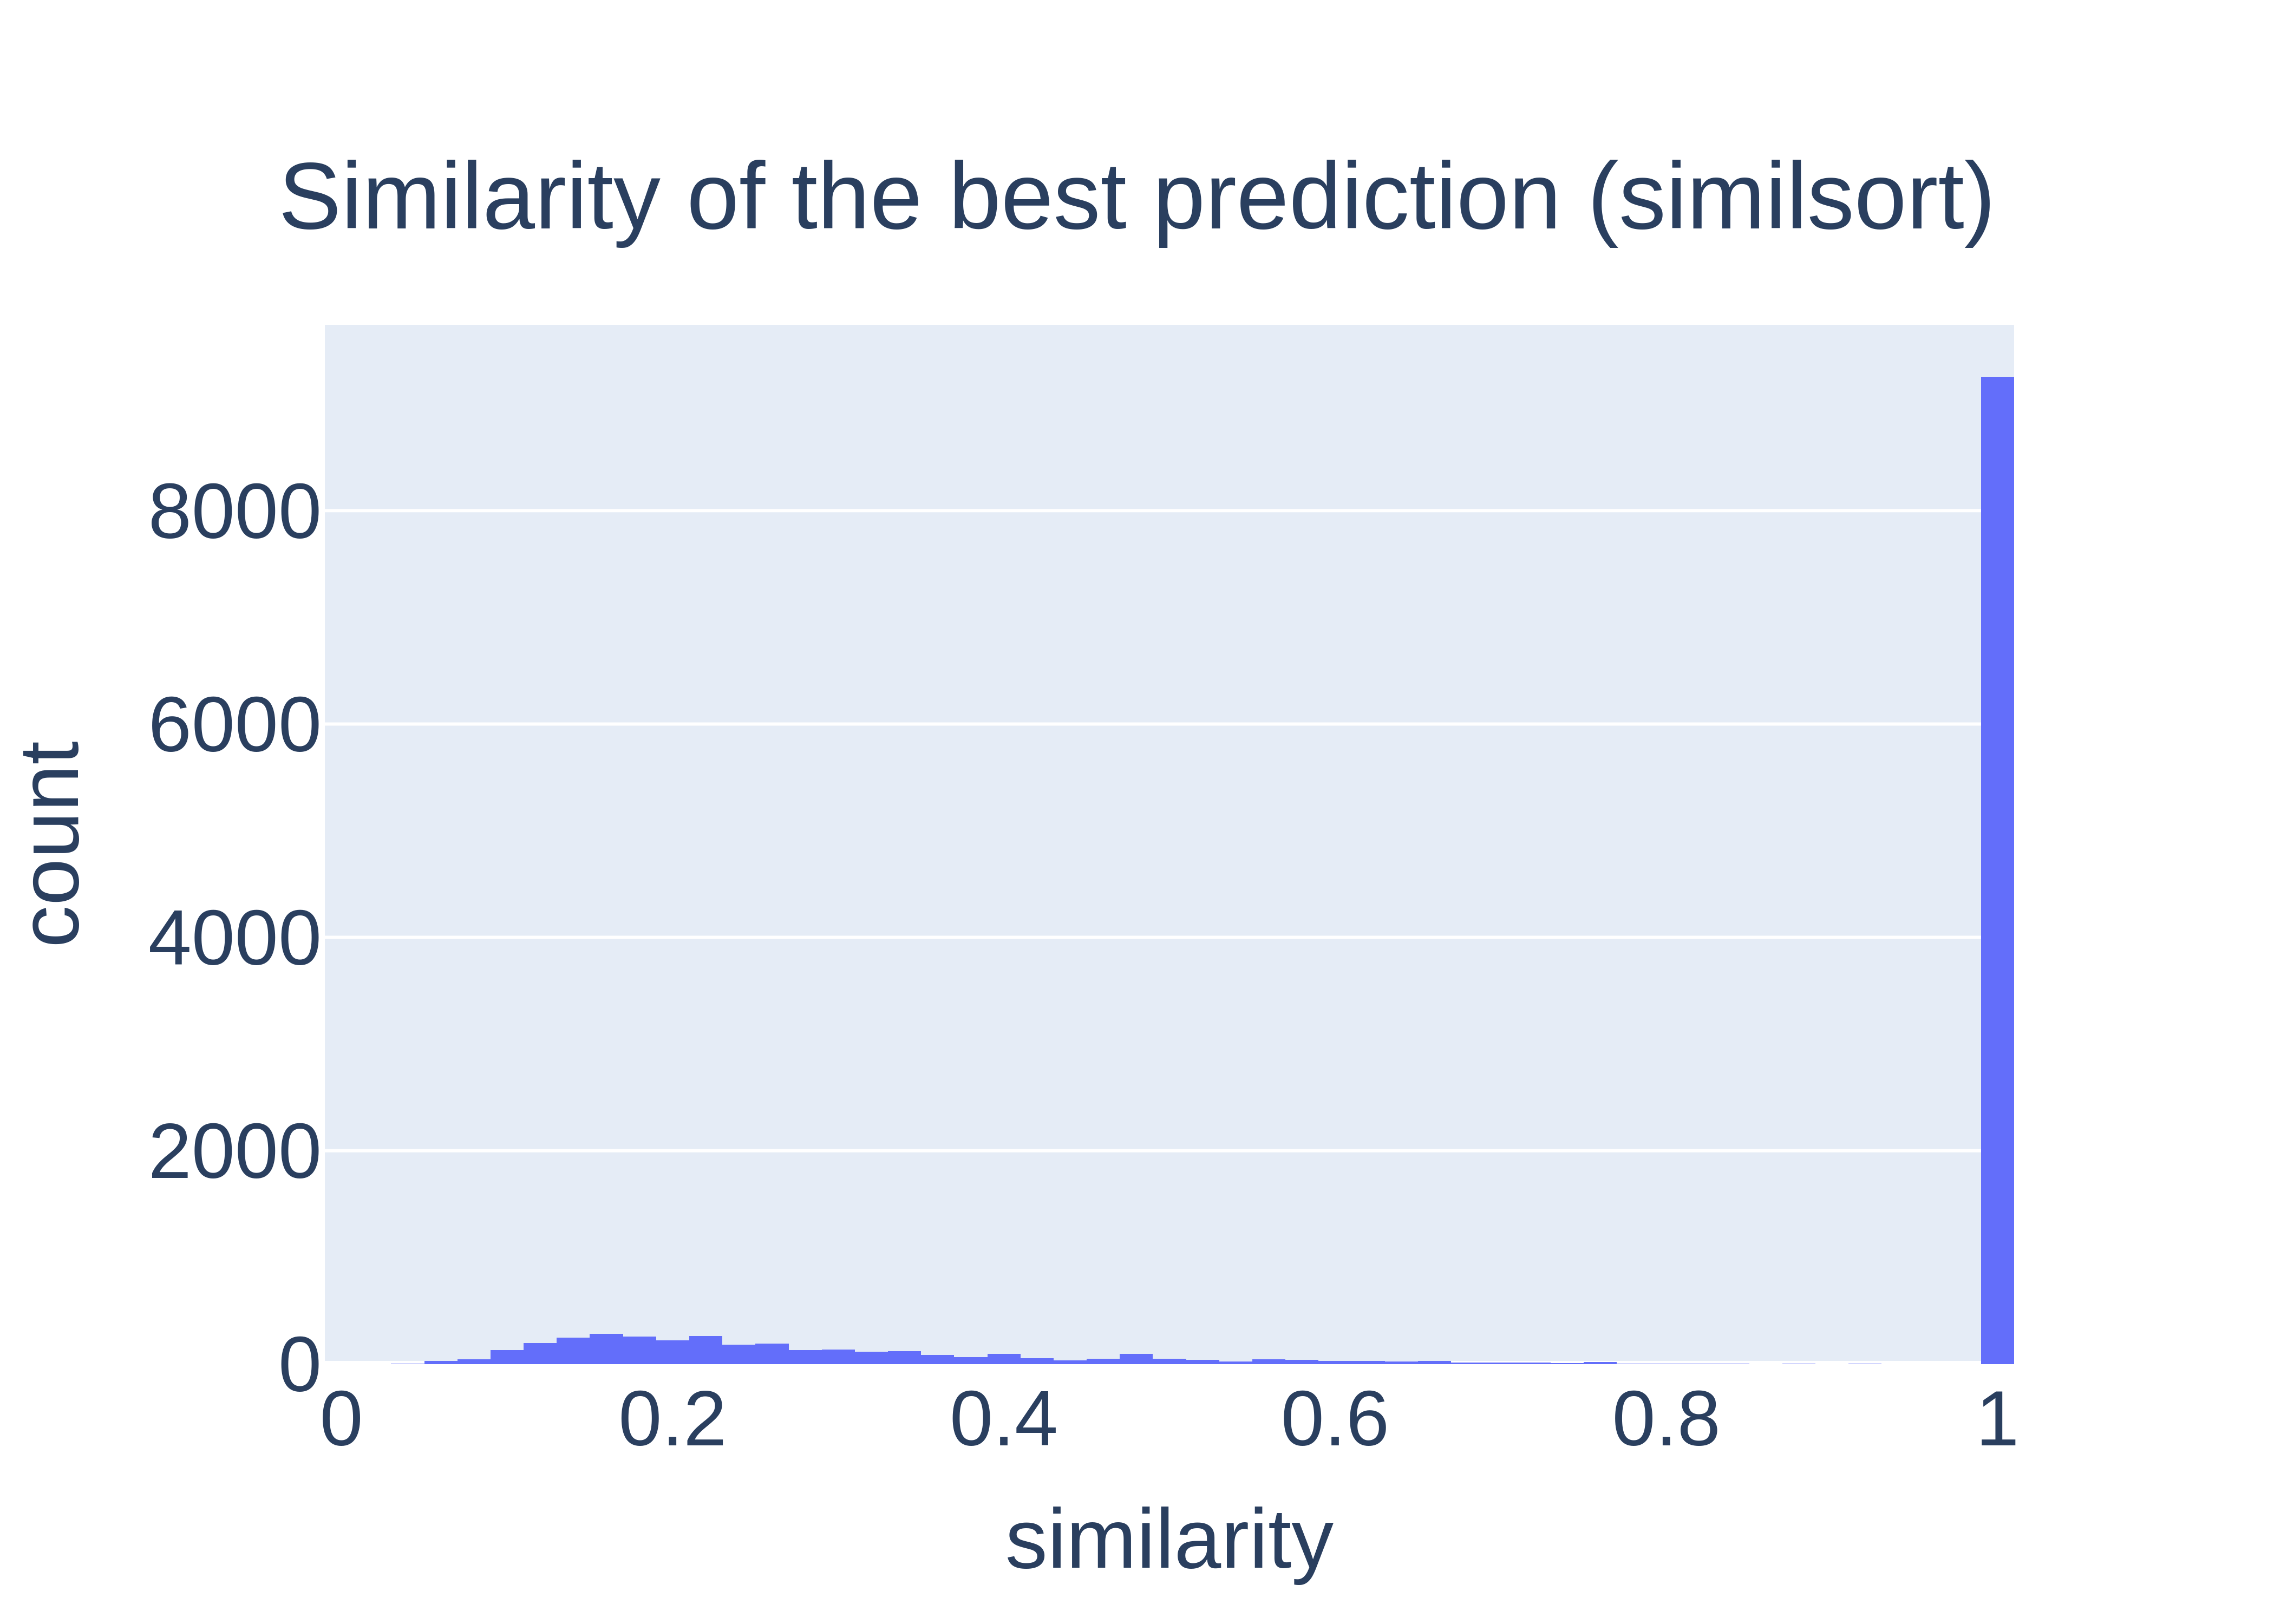 Similarity of the best prediction (similsort)
8000
6000
4000
2000
0
count
0 0.2 0.4 0.6 0.8 1
similarity